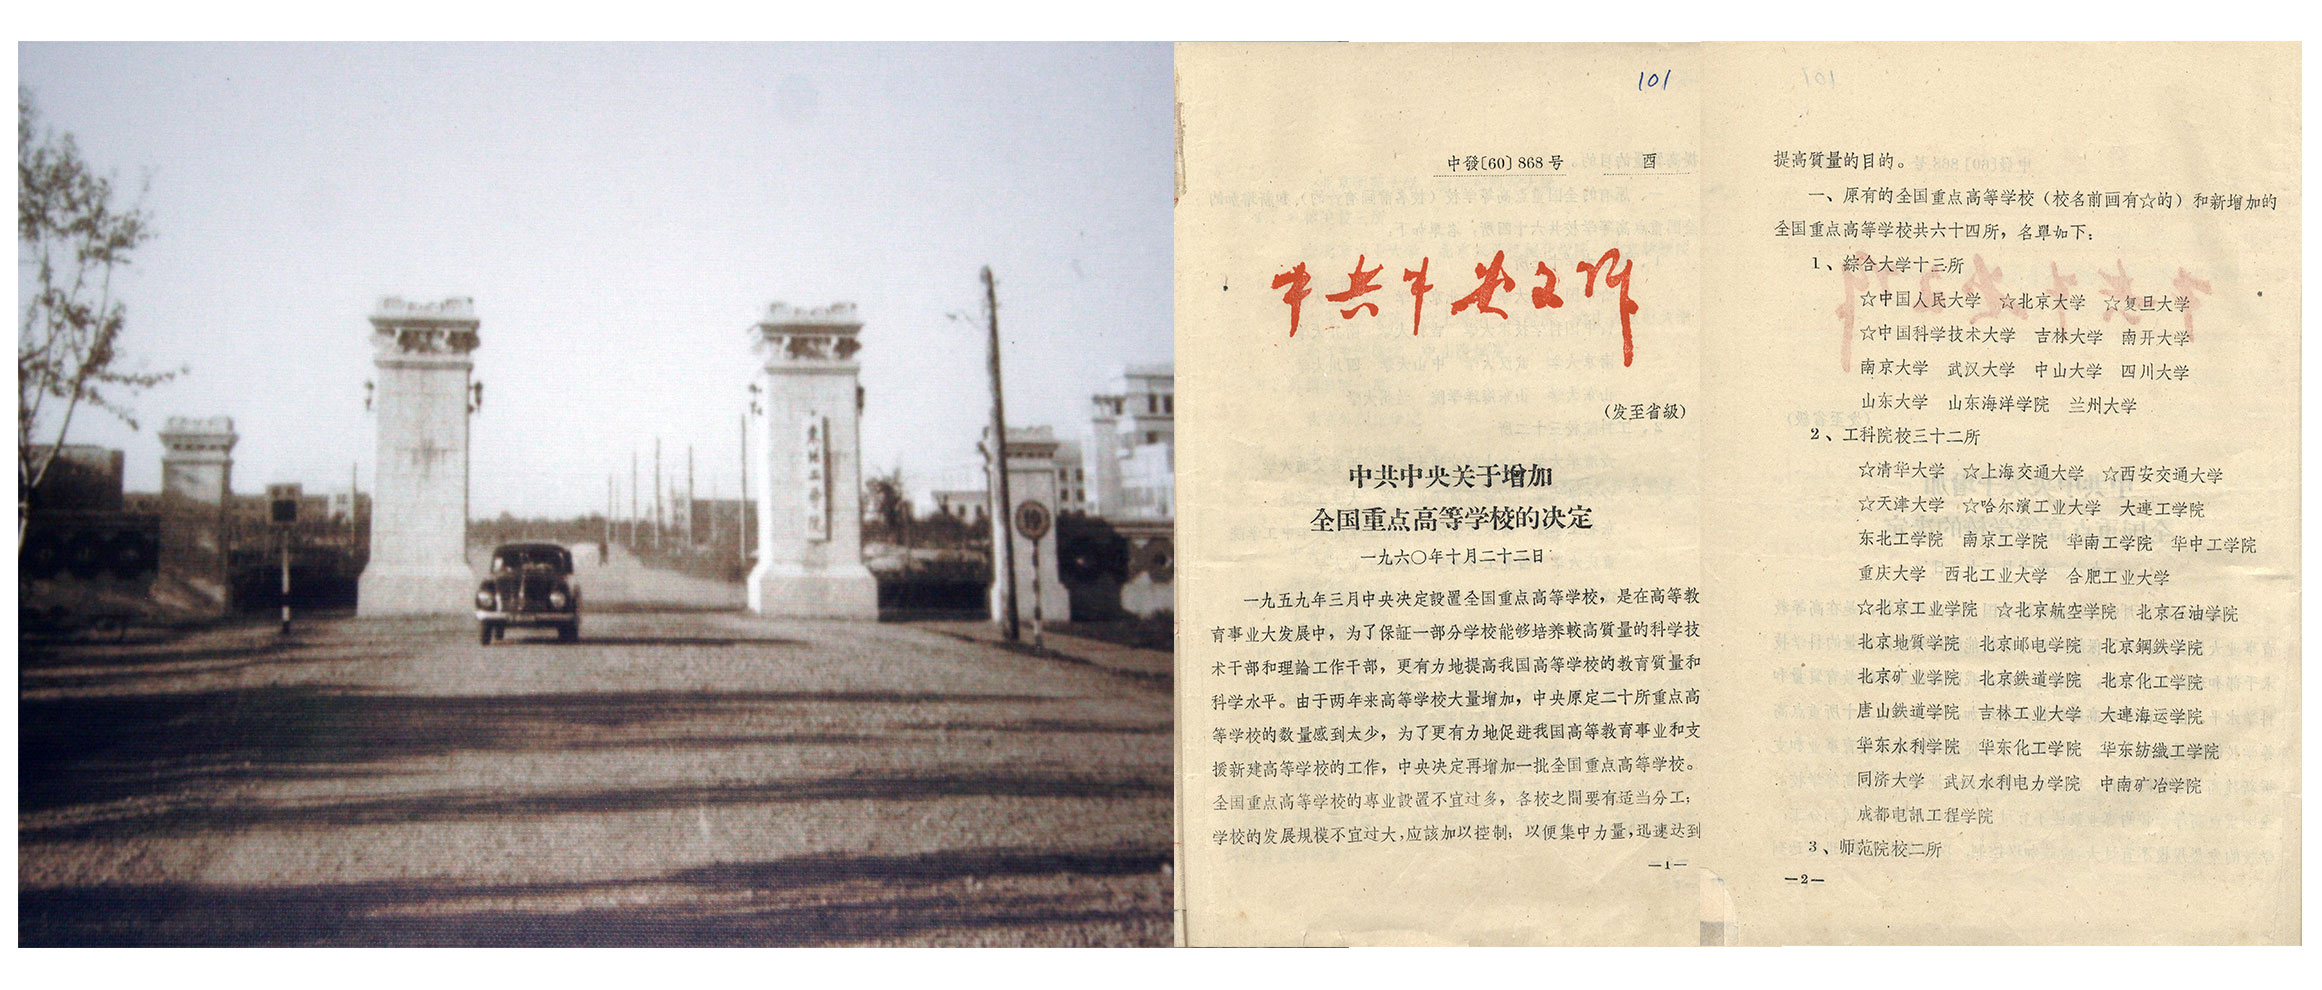 101
中發〔60〕868号 酉
中共中央文件
(发至省級)
中共中央关于增加
全国重点高等学校的决定
一九六〇年十月二十二日
一九五九年三月中央决定設置全国重点高等学校，是在高等教
育事业大发展中，为了保証一部分学校能够培养較高質量的科学技
术干部和理論工作干部，更有力地提高我国高等学校的教育質量和
科学水平。由于两年来高等学校大量增加，中央原定二十所重点高
等学校的数量感到太少，为了更有力地促进我国高等教育事业和支
援新建高等学校的工作，中央决定再增加一批全国重点高等学校。
全国重点高等学校的專业設置不宜过多，各校之間要有适当分工；
学校的发展規模不宜过大，应該加以控制，以便集中力量，迅速达到
—1—
提高質量的目的。
一、原有的全国重点高等学校（校名前画有☆的）和新增加的
全国重点高等学校共六十四所，名單如下：
1、綜合大学十三所
☆中国人民大学 ☆北京大学 ☆复旦大学
☆中国科学技术大学 吉林大学 南开大学
南京大学 武汉大学 中山大学 四川大学
山东大学 山东海洋学院 兰州大学
2、工科院校三十二所
☆清华大学 ☆上海交通大学 ☆西安交通大学
☆天津大学 ☆哈尔濱工业大学 大連工学院
东北工学院 南京工学院 华南工学院 华中工学院
重庆大学 西北工业大学 合肥工业大学
☆北京工业学院 ☆北京航空学院 北京石油学院
北京地質学院 北京邮电学院 北京鋼鉄学院
北京矿业学院 北京鉄道学院 北京化工学院
唐山鉄道学院 吉林工业大学 大連海运学院
华东水利学院 华东化工学院 华东紡織工学院
同济大学 武汉水利电力学院 中南矿冶学院
成都电訊工程学院
3、师范院校二所
—2—